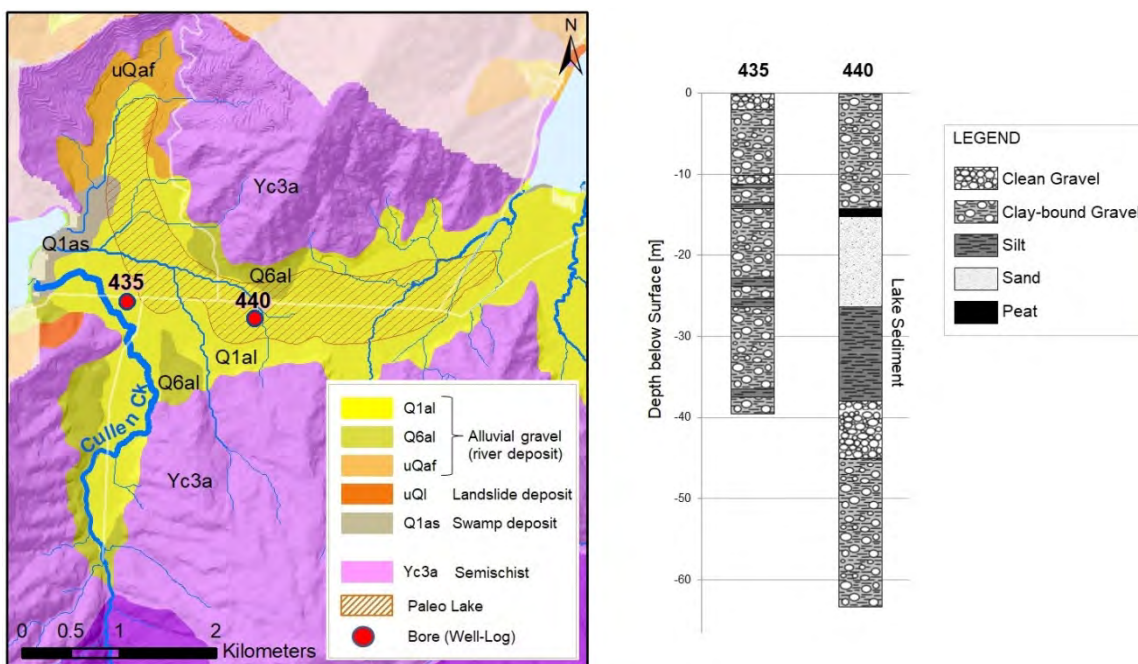 N
uQaf
Yc3a
Q1as
Q6al
435
440
Q1al
Q6al
Cullen Ck
Yc3a
Q1al
Q6al
uQaf
Alluvial gravel
(river deposit)
uQl Landslide deposit
Q1as Swamp deposit
Yc3a Semischist
Paleo Lake
Bore (Well-Log)
0 0.5 1 2
Kilometers
435 440
0
-10
-20
-30
-40
-50
-60
Depth below Surface [m]
Lake Sediment
LEGEND
Clean Gravel
Clay-bound Gravel
Silt
Sand
Peat